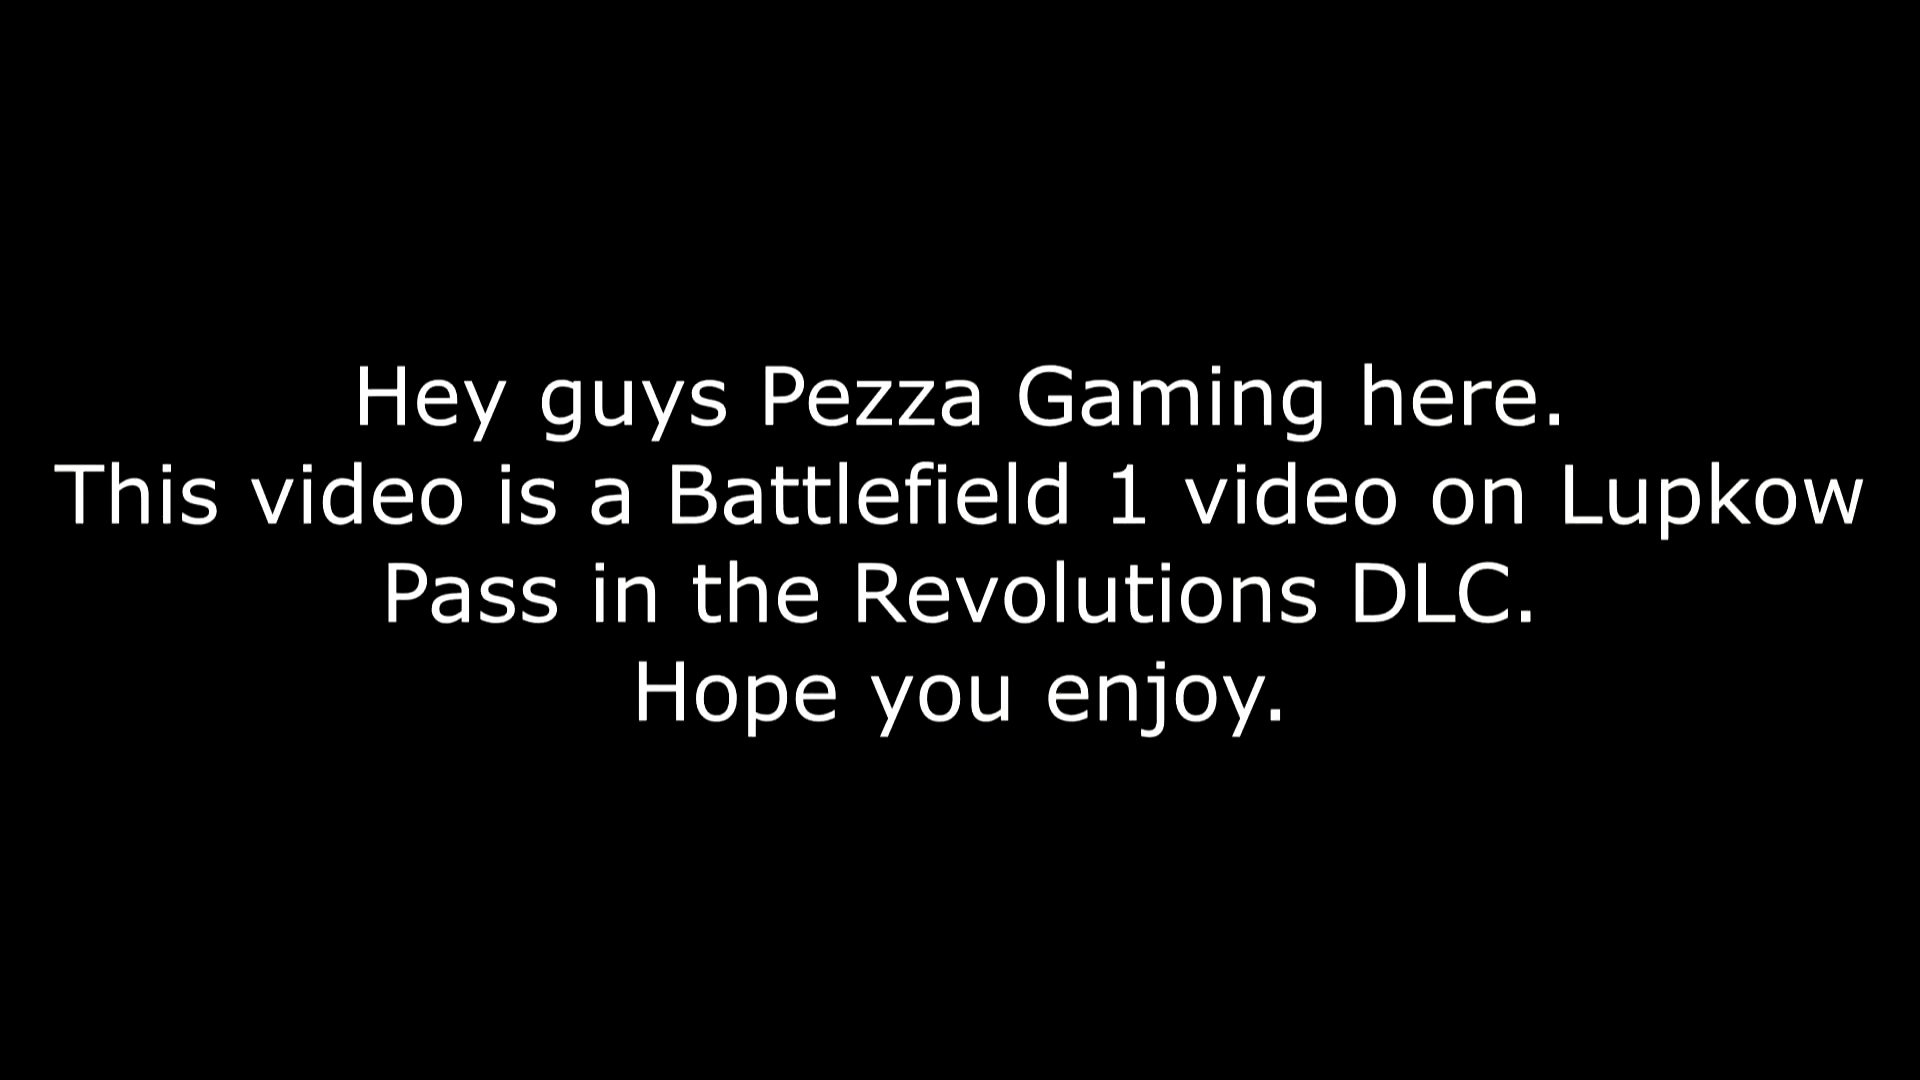 Hey guys Pezza Gaming here.
This video is a Battlefield 1 video on Lupkow
Pass in the Revolutions DLC.
Hope you enjoy.